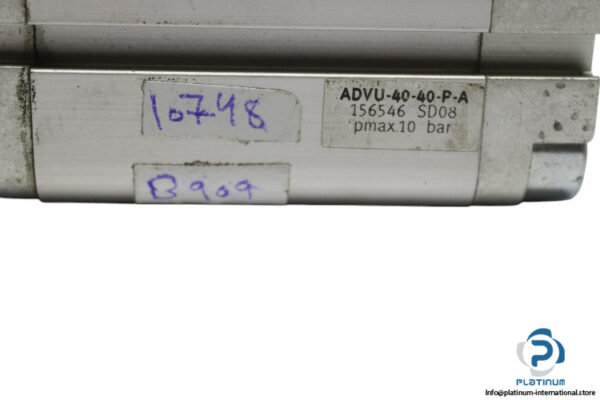 10748
ADVU-40-40-P-A
156546 SD08
pmax.10 bar
B909
PLATINUM
Info@platinum-international.store